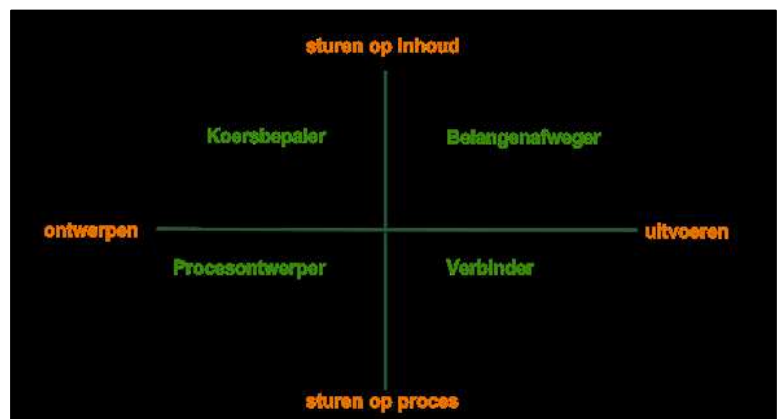 sturen op inhoud
Koersbepaler
Belangenafweger
ontwerpen
uitvoeren
Procesontwerper
Verbinder
sturen op proces